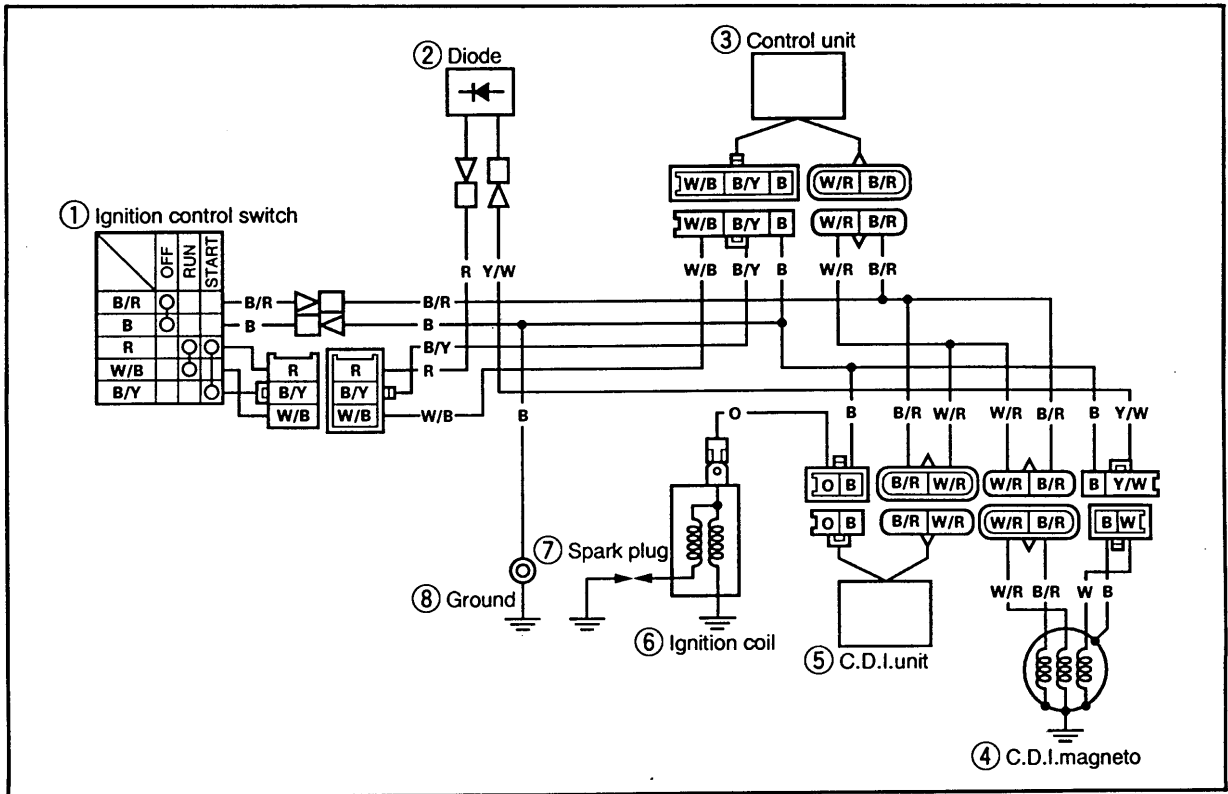 ② Diode
③ Control unit
W/B B/Y B W/R B/R
① Ignition control switch
W/B B/Y B W/R B/R
OFF RUN START
R Y/W W/B B/Y B W/R B/R
B/R B/R B/R
B B B
R B/Y
R R R
W/B B/Y B/Y
B/Y W/B W/B W/B
B O B B/R W/R W/R B/R B Y/W
O B B/R W/R W/R B/R B Y/W
O B B/R W/R W/R B/R B W
⑦ Spark plug
⑧ Ground
W/R B/R W B
⑥ Ignition coil
⑤ C.D.I.unit
④ C.D.I.magneto